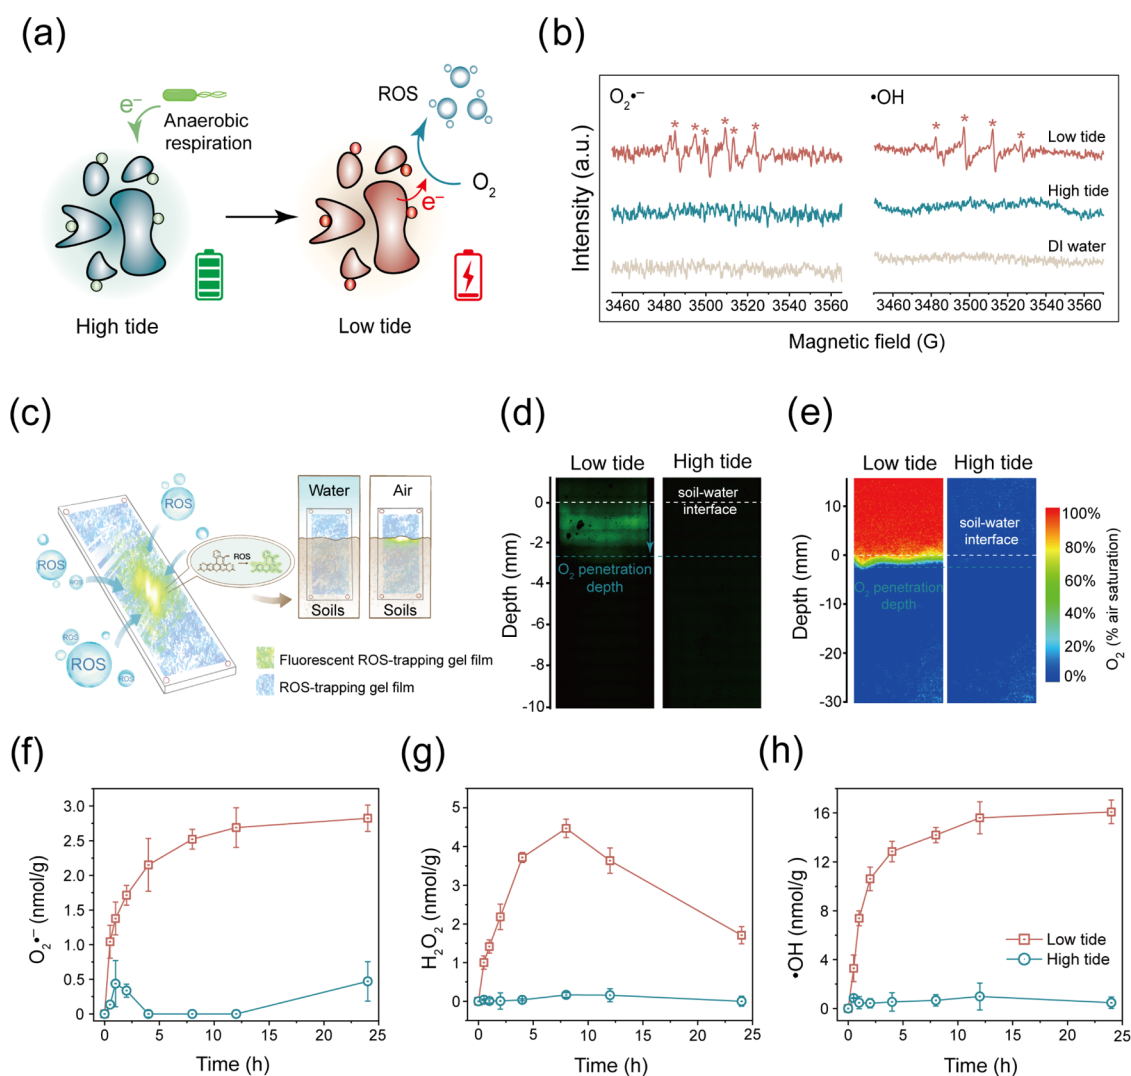 (a)
ROS
e⁻
Anaerobic
respiration
O₂
e⁻
High tide
Low tide
(b)
O₂•⁻
•OH
Low tide
High tide
DI water
Intensity (a.u.)
3460 3480 3500 3520 3540 3560
3460 3480 3500 3520 3540 3560
Magnetic field (G)
(c)
ROS
ROS
ROS
ROS
ROS
ROS
ROS
Water
Air
Soils
Soils
Fluorescent ROS-trapping gel film
ROS-trapping gel film
(d)
Low tide
High tide
soil-water
interface
O₂ penetration
depth
Depth (mm)
0
-2
-4
-6
-8
-10
(e)
Low tide
High tide
soil-water
interface
O₂ penetration
depth
Depth (mm)
10
0
-10
-20
-30
100%
80%
60%
40%
20%
0%
O₂ (% air saturation)
(f)
O₂•⁻ (nmol/g)
3.0
2.5
2.0
1.5
1.0
0.5
0.0
0 5 10 15 20 25
Time (h)
(g)
H₂O₂ (nmol/g)
5
4
3
2
1
0
0 5 10 15 20 25
Time (h)
(h)
•OH (nmol/g)
16
12
8
4
0
Low tide
High tide
0 5 10 15 20 25
Time (h)